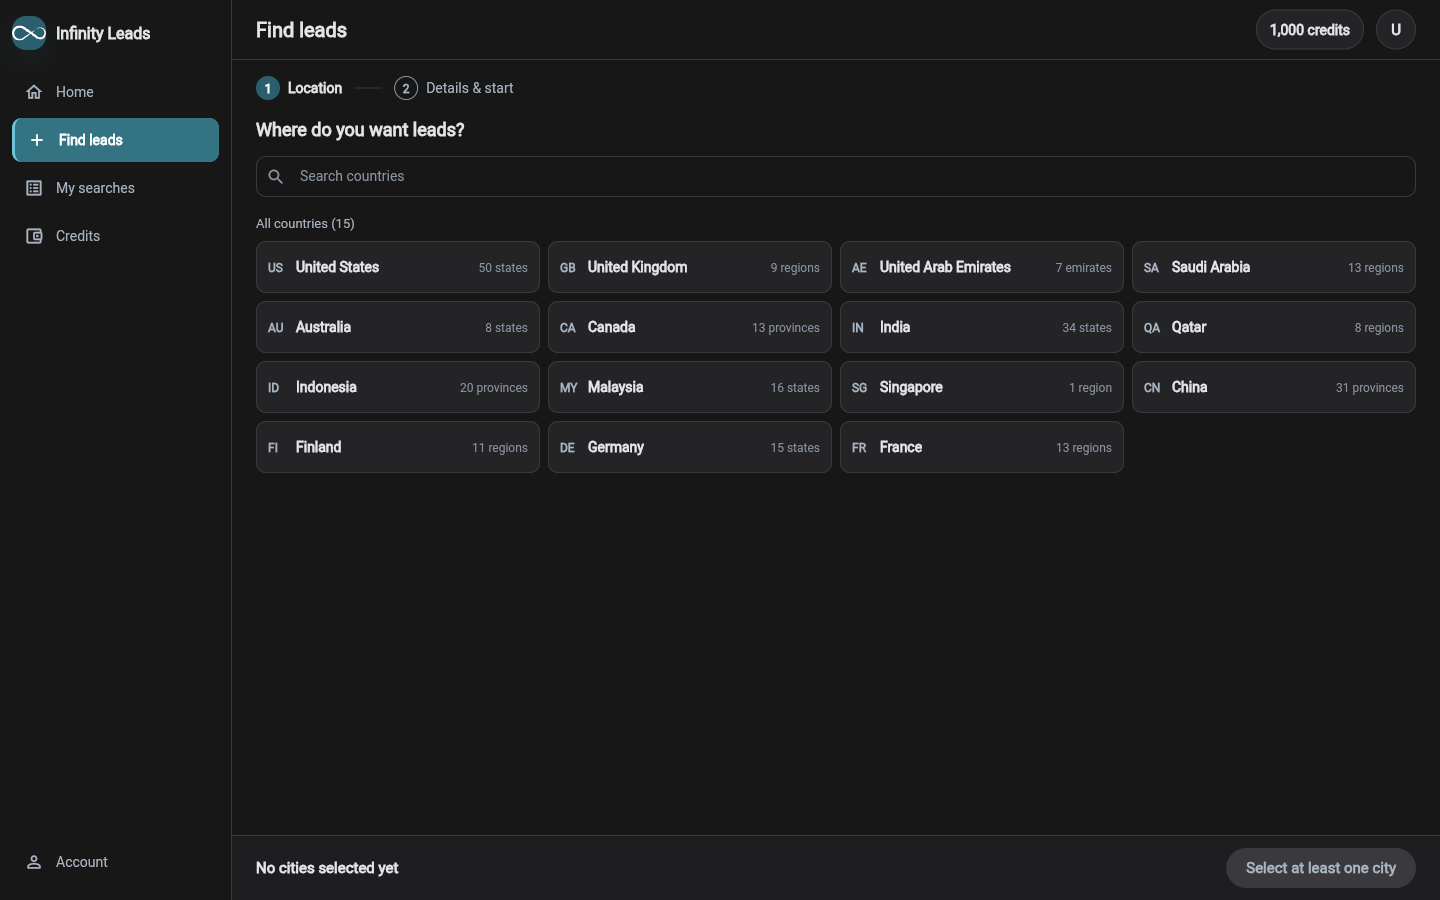 Infinity Leads
Home
Find leads
My searches
Credits
Account
Find leads
1,000 credits
U
1 Location
2 Details & start
Where do you want leads?
Search countries
All countries (15)
US United States 50 states
GB United Kingdom 9 regions
AE United Arab Emirates 7 emirates
SA Saudi Arabia 13 regions
AU Australia 8 states
CA Canada 13 provinces
IN India 34 states
QA Qatar 8 regions
ID Indonesia 20 provinces
MY Malaysia 16 states
SG Singapore 1 region
CN China 31 provinces
FI Finland 11 regions
DE Germany 15 states
FR France 13 regions
No cities selected yet
Select at least one city